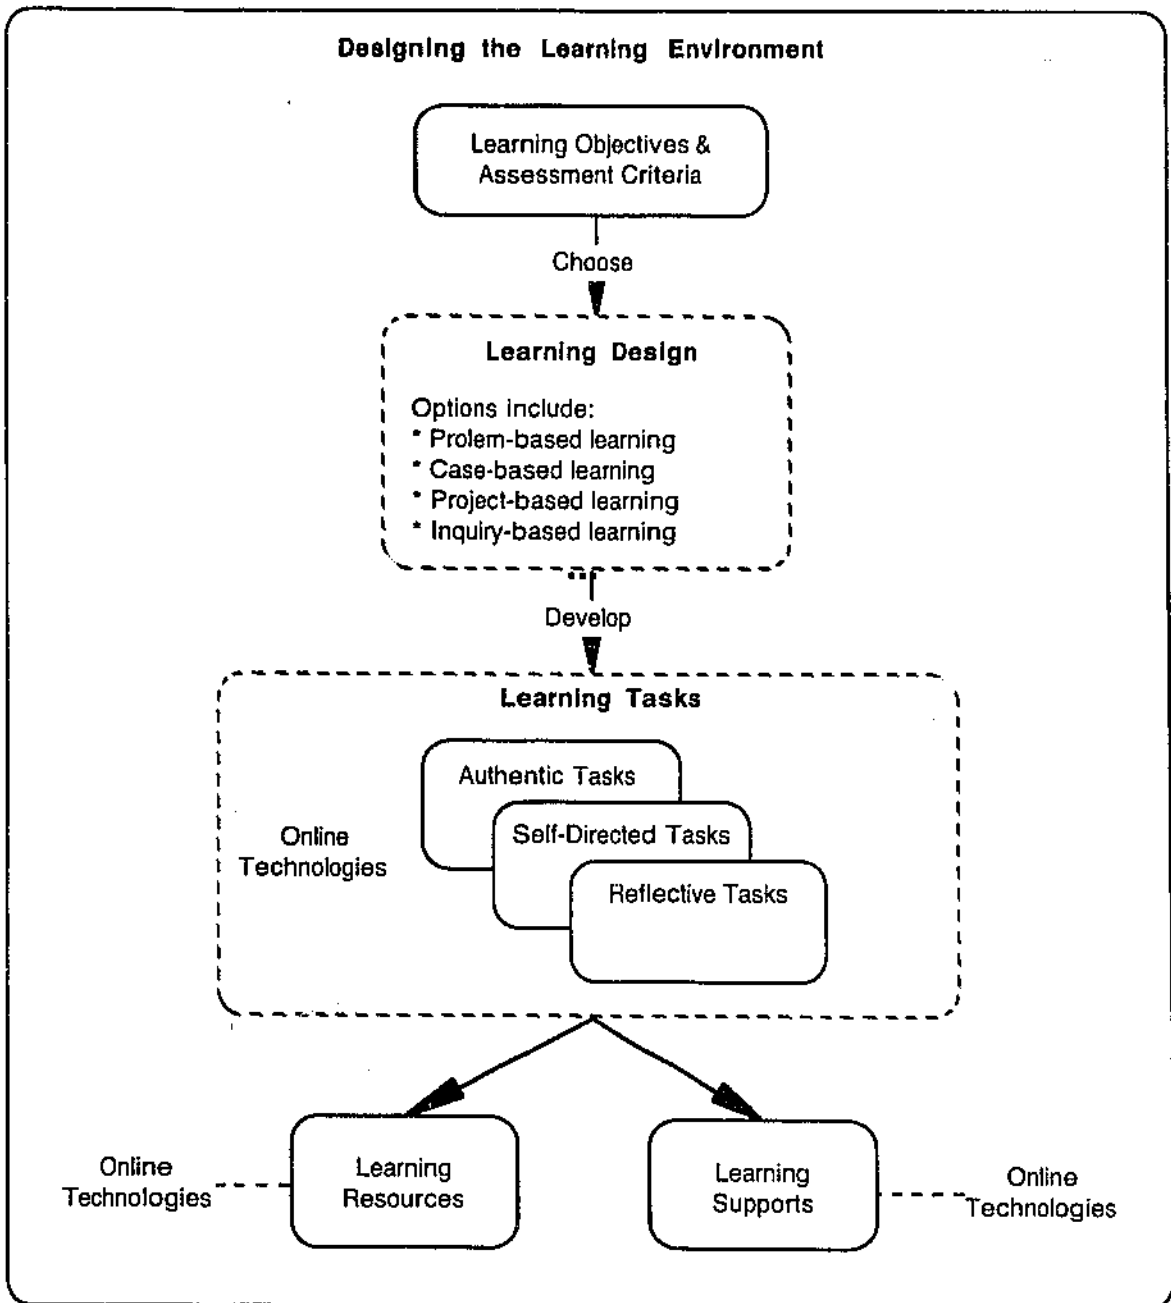 Designing the Learning Environment
Learning Objectives &
Assessment Criteria
Choose
Learning Design
Options include:
* Prolem-based learning
* Case-based learning
* Project-based learning
* Inquiry-based learning
Develop
Learning Tasks
Authentic Tasks
Self-Directed Tasks
Reflective Tasks
Online
Technologies
Online
Technologies
Learning
Resources
Learning
Supports
Online
Technologies